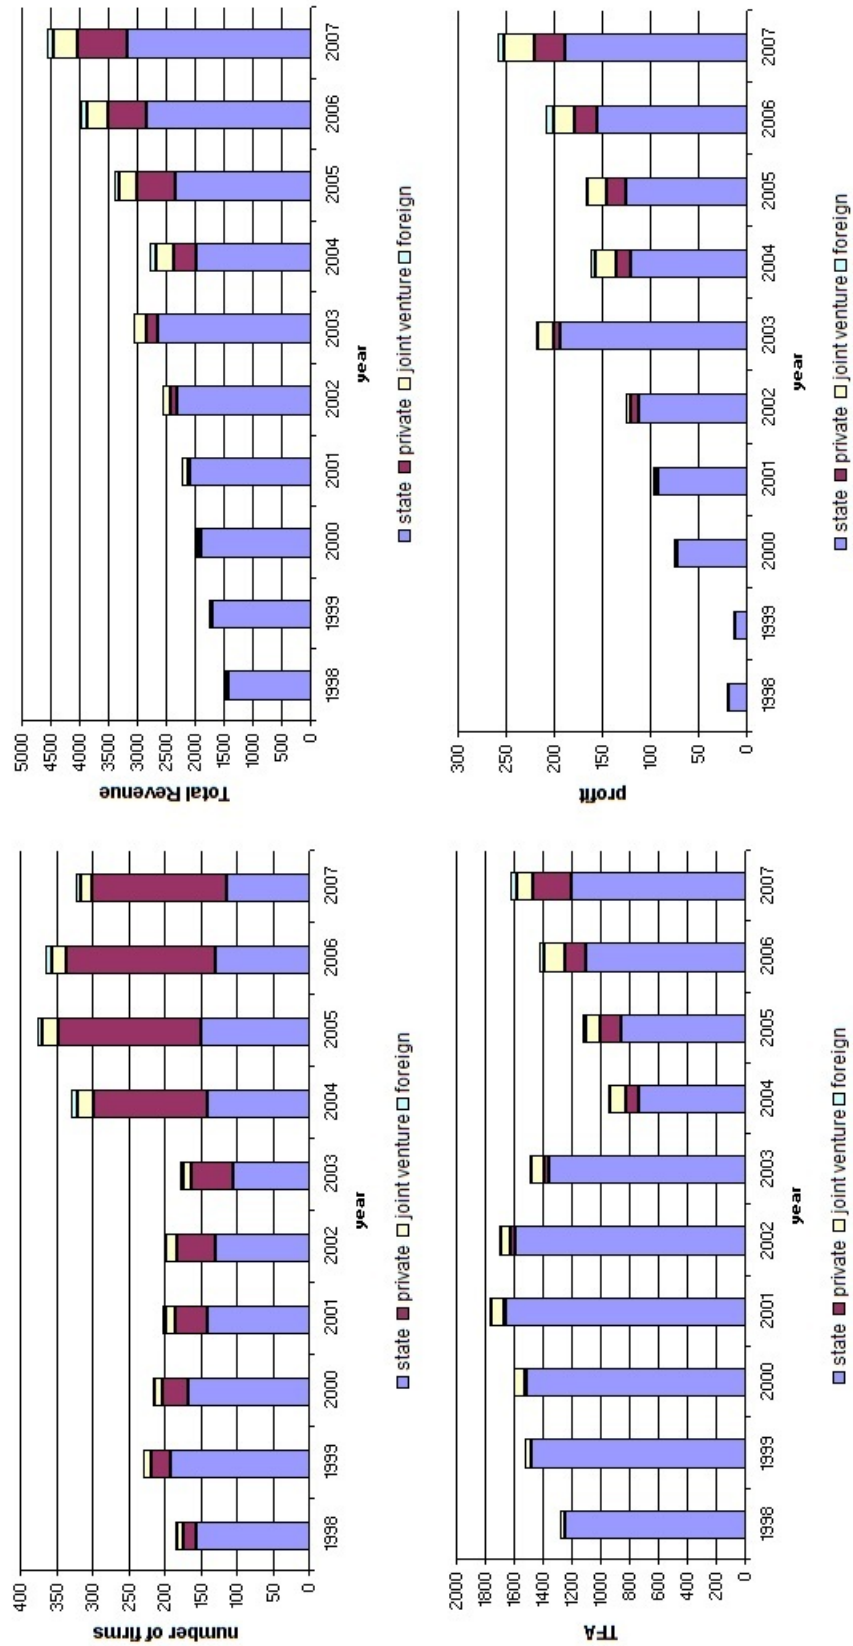 number of firms
400
350
300
250
200
150
100
50
0
1998 1999 2000 2001 2002 2003 2004 2005 2006 2007
year
state private joint venture foreign
Total Revenue
5000
4500
4000
3500
3000
2500
2000
1500
1000
500
0
1998 1999 2000 2001 2002 2003 2004 2005 2006 2007
year
state private joint venture foreign
TFA
2000
1800
1600
1400
1200
1000
800
600
400
200
0
1998 1999 2000 2001 2002 2003 2004 2005 2006 2007
year
state private joint venture foreign
profit
300
250
200
150
100
50
0
1998 1999 2000 2001 2002 2003 2004 2005 2006 2007
year
state private joint venture foreign